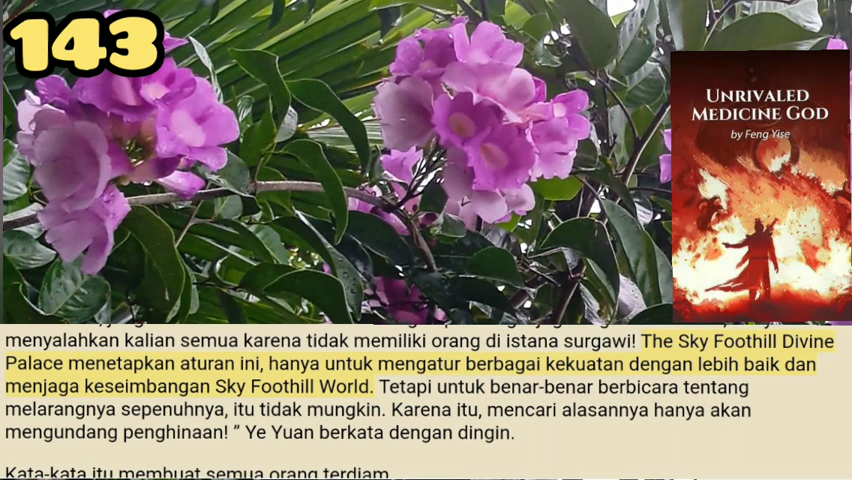 143
UNRIVALED
MEDICINE GOD
by Feng Yise
menyalahkan kalian semua karena tidak memiliki orang di istana surgawi! The Sky Foothill Divine
Palace menetapkan aturan ini, hanya untuk mengatur berbagai kekuatan dengan lebih baik dan
menjaga keseimbangan Sky Foothill World. Tetapi untuk benar-benar berbicara tentang
melarangnya sepenuhnya, itu tidak mungkin. Karena itu, mencari alasannya hanya akan
mengundang penghinaan! ” Ye Yuan berkata dengan dingin.
Kata-kata itu membuat semua orang terdiam